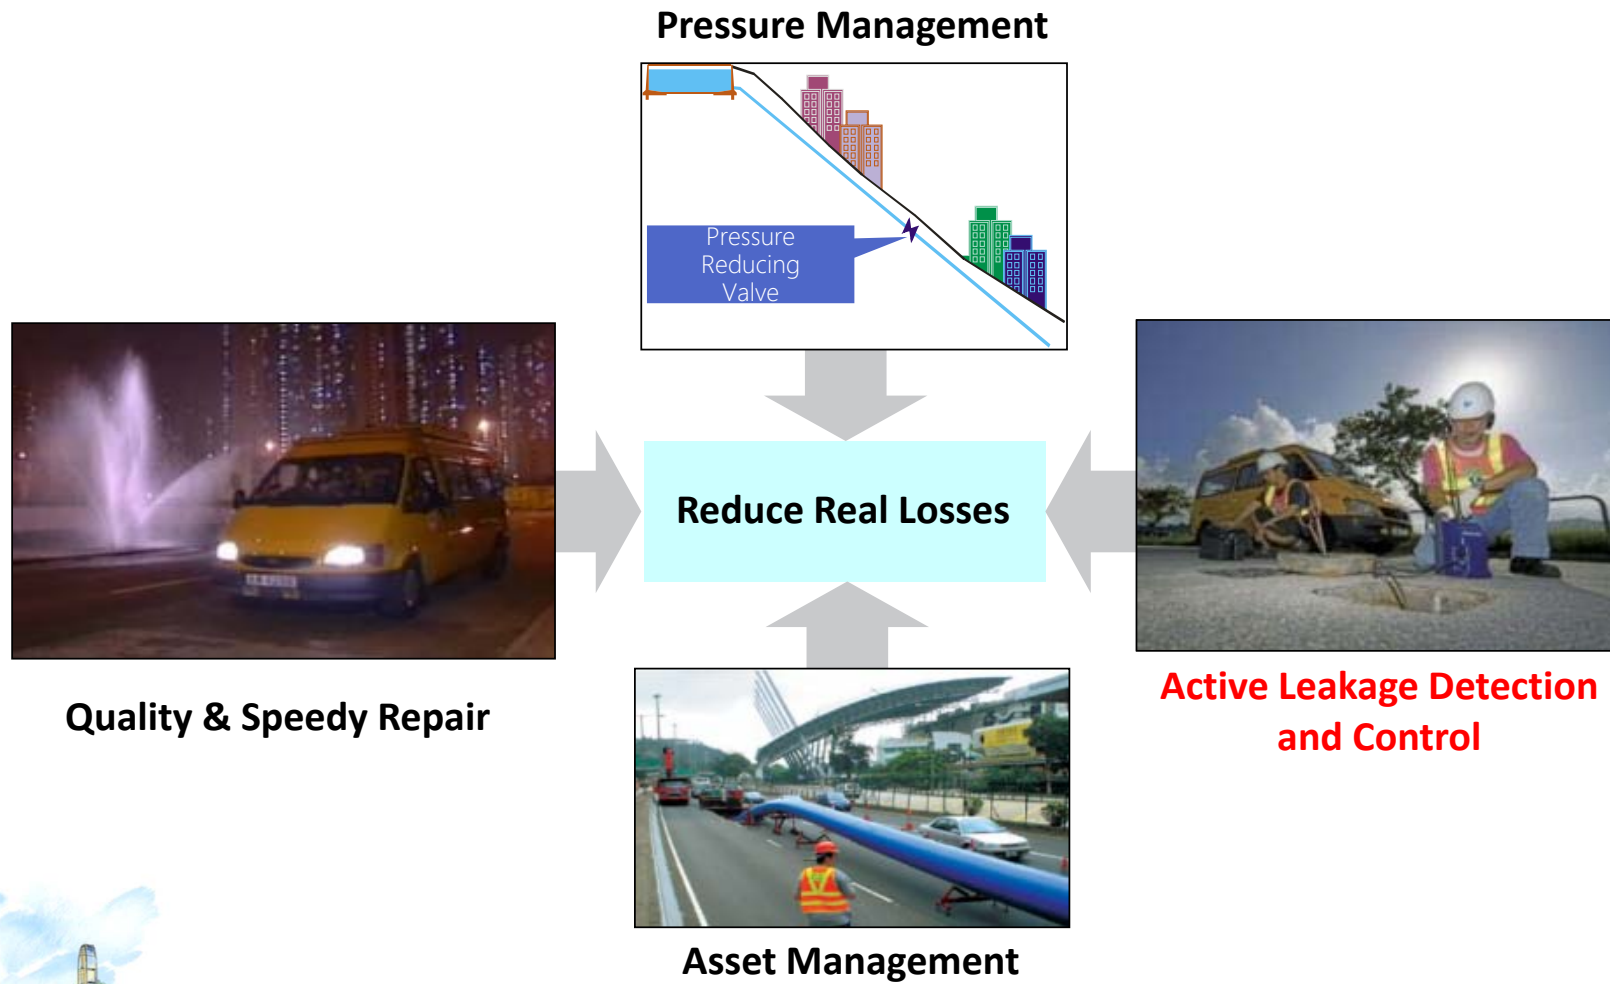 Pressure Management
Pressure
Reducing
Valve
Reduce Real Losses
Quality & Speedy Repair
Active Leakage Detection
and Control
Asset Management